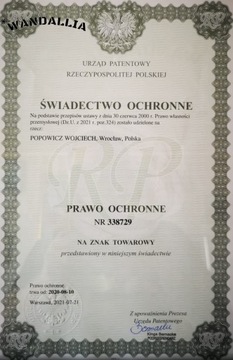 WANDALLIA
URZĄD PATENTOWY
RZECZYPOSPOLITEJ POLSKIEJ
ŚWIADECTWO OCHRONNE
Na podstawie przepisów ustawy z dnia 30 czerwca 2000 r. Prawo własności
przemysłowej (Dz.U. z 2021 r. poz.324) zostało udzielone na
rzecz:
POPOWICZ WOJCIECH, Wrocław, Polska
PRAWO OCHRONNE
NR 338729
NA ZNAK TOWAROWY
przedstawiony w niniejszym świadectwie
Prawo ochronne
trwa od: 2020-08-10
Warszawa, 2021-07-21
Z upoważnienia Prezesa
Urzędu Patentowego